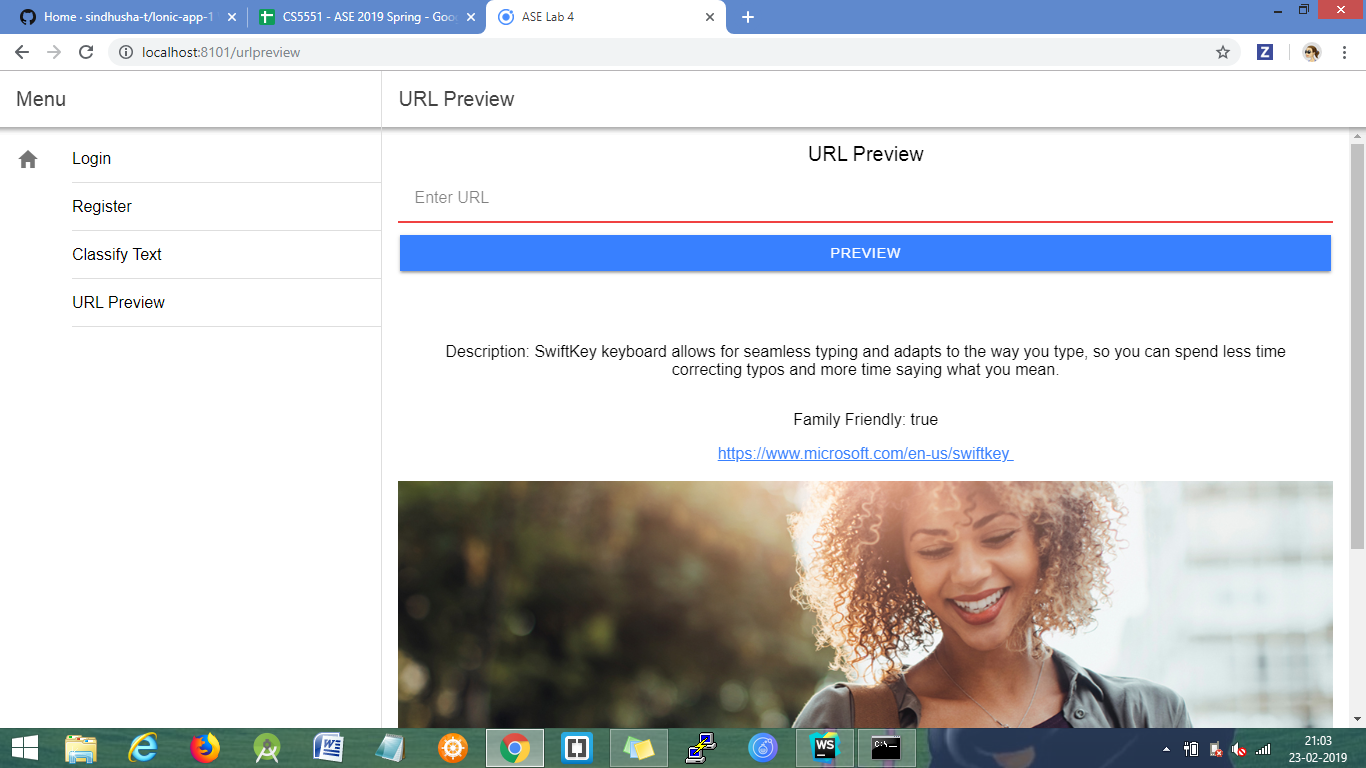 Home · sindhusha-t/Ionic-app-1
CS5551 - ASE 2019 Spring - Goo
ASE Lab 4
localhost:8101/urlpreview
Z
Menu
URL Preview
Login
Register
Classify Text
URL Preview
URL Preview
Enter URL
PREVIEW
Description: SwiftKey keyboard allows for seamless typing and adapts to the way you type, so you can spend less time
correcting typos and more time saying what you mean.
Family Friendly: true
https://www.microsoft.com/en-us/swiftkey
WS
C:\.
21:03
23-02-2019